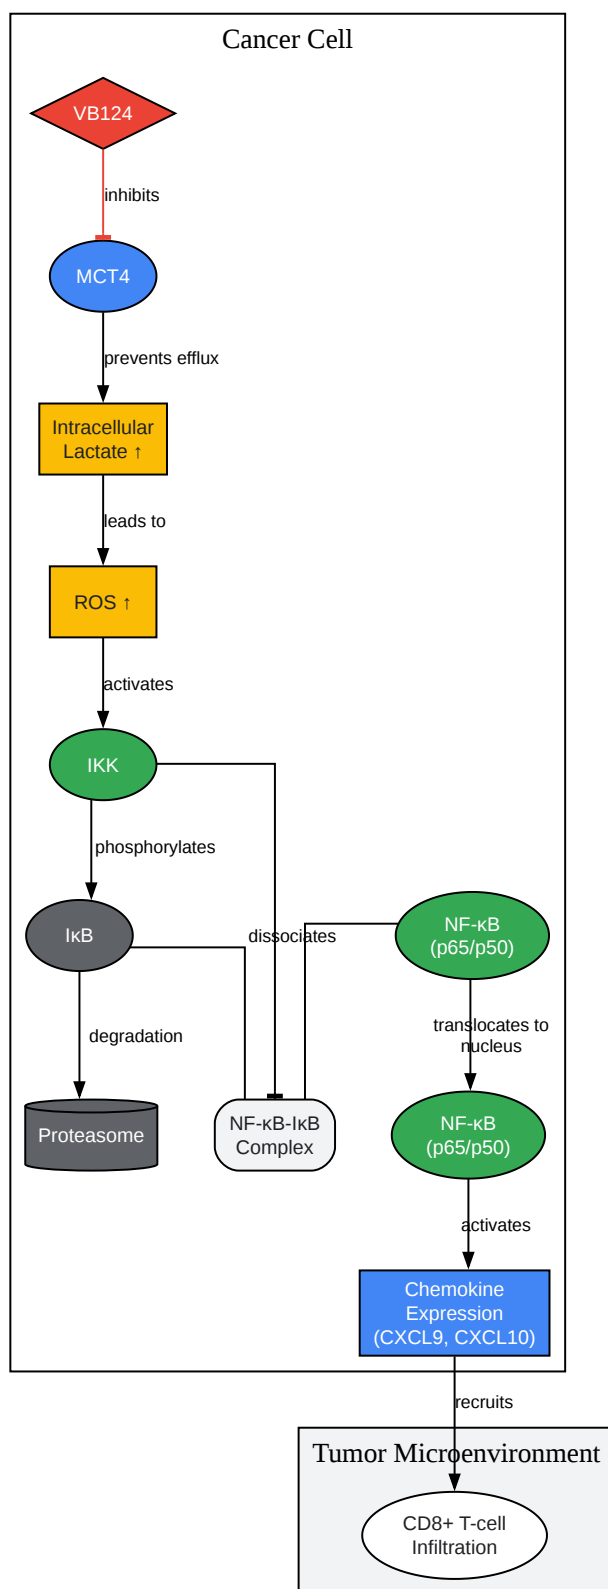 Cancer Cell
VB124
inhibits
MCT4
prevents efflux
Intracellular
Lactate ↑
leads to
ROS ↑
activates
IKK
phosphorylates
IκB
dissociates
NF-κB
(p65/p50)
degradation
translocates to
nucleus
Proteasome
NF-κB-IκB
Complex
NF-κB
(p65/p50)
activates
Chemokine
Expression
(CXCL9, CXCL10)
recruits
Tumor Microenvironment
CD8+ T-cell
Infiltration